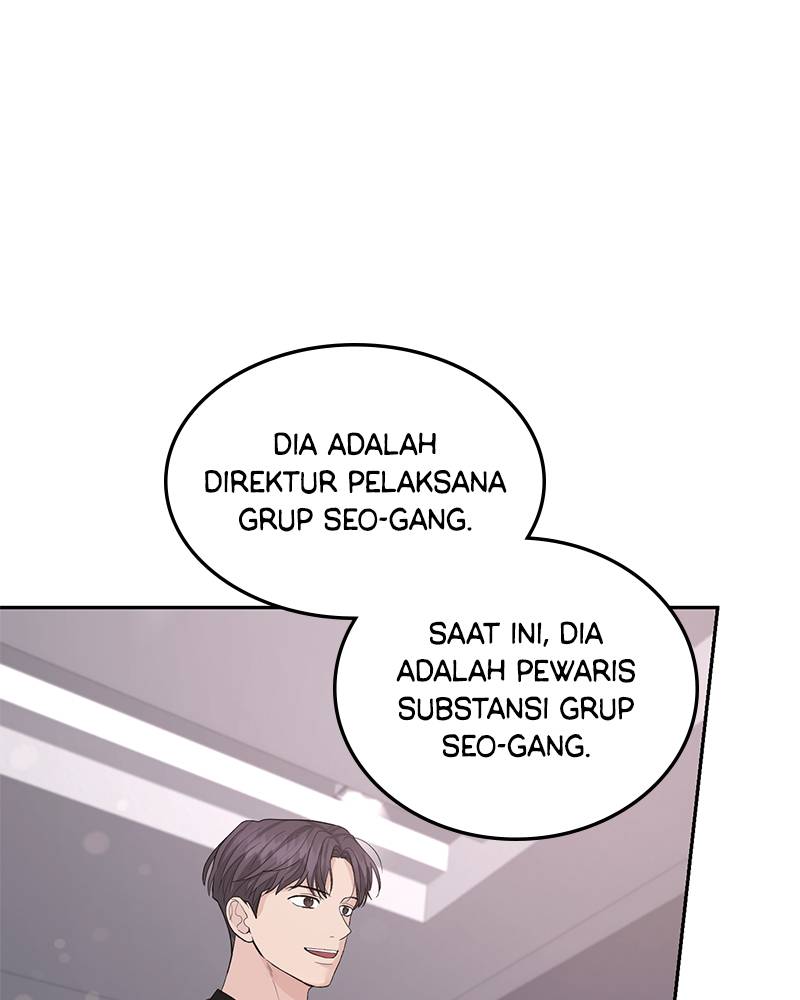 DIA ADALAH
DIREKTUR PELAKSANA
GRUP SEO-GANG.
SAAT INI, DIA
ADALAH PEWARIS
SUBSTANSI GRUP
SEO-GANG.